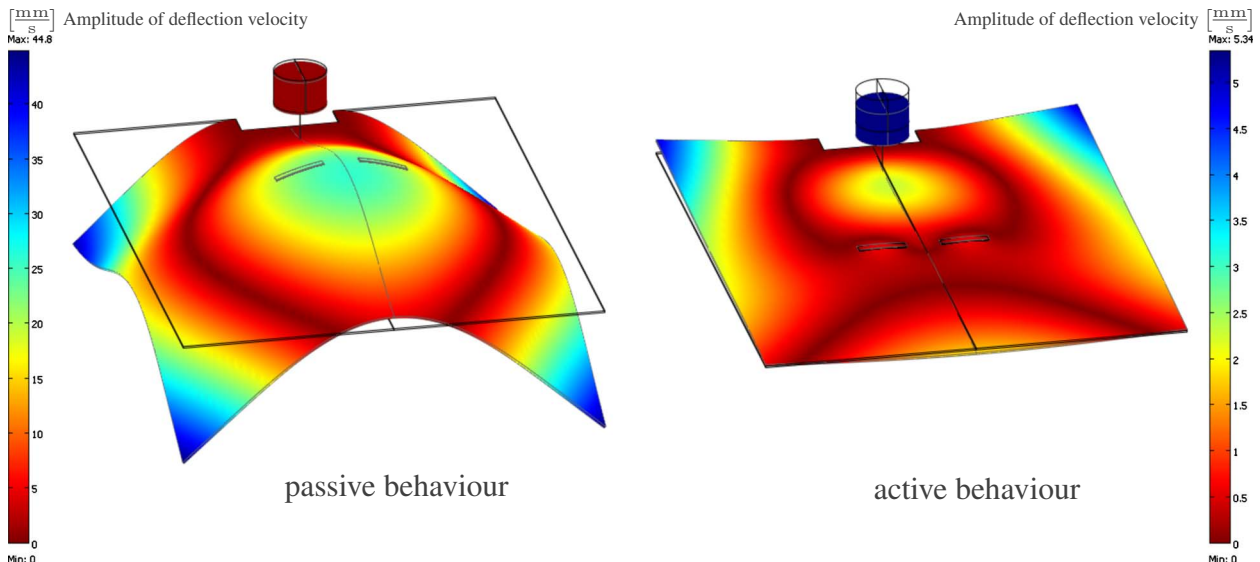 [mm/s] Amplitude of deflection velocity
Max: 44.8
40
35
30
25
20
15
10
5
0
Min: 0
passive behaviour
Amplitude of deflection velocity [mm/s]
Max: 5.34
5
4.5
4
3.5
3
2.5
2
1.5
1
0.5
0
Min: 0
active behaviour